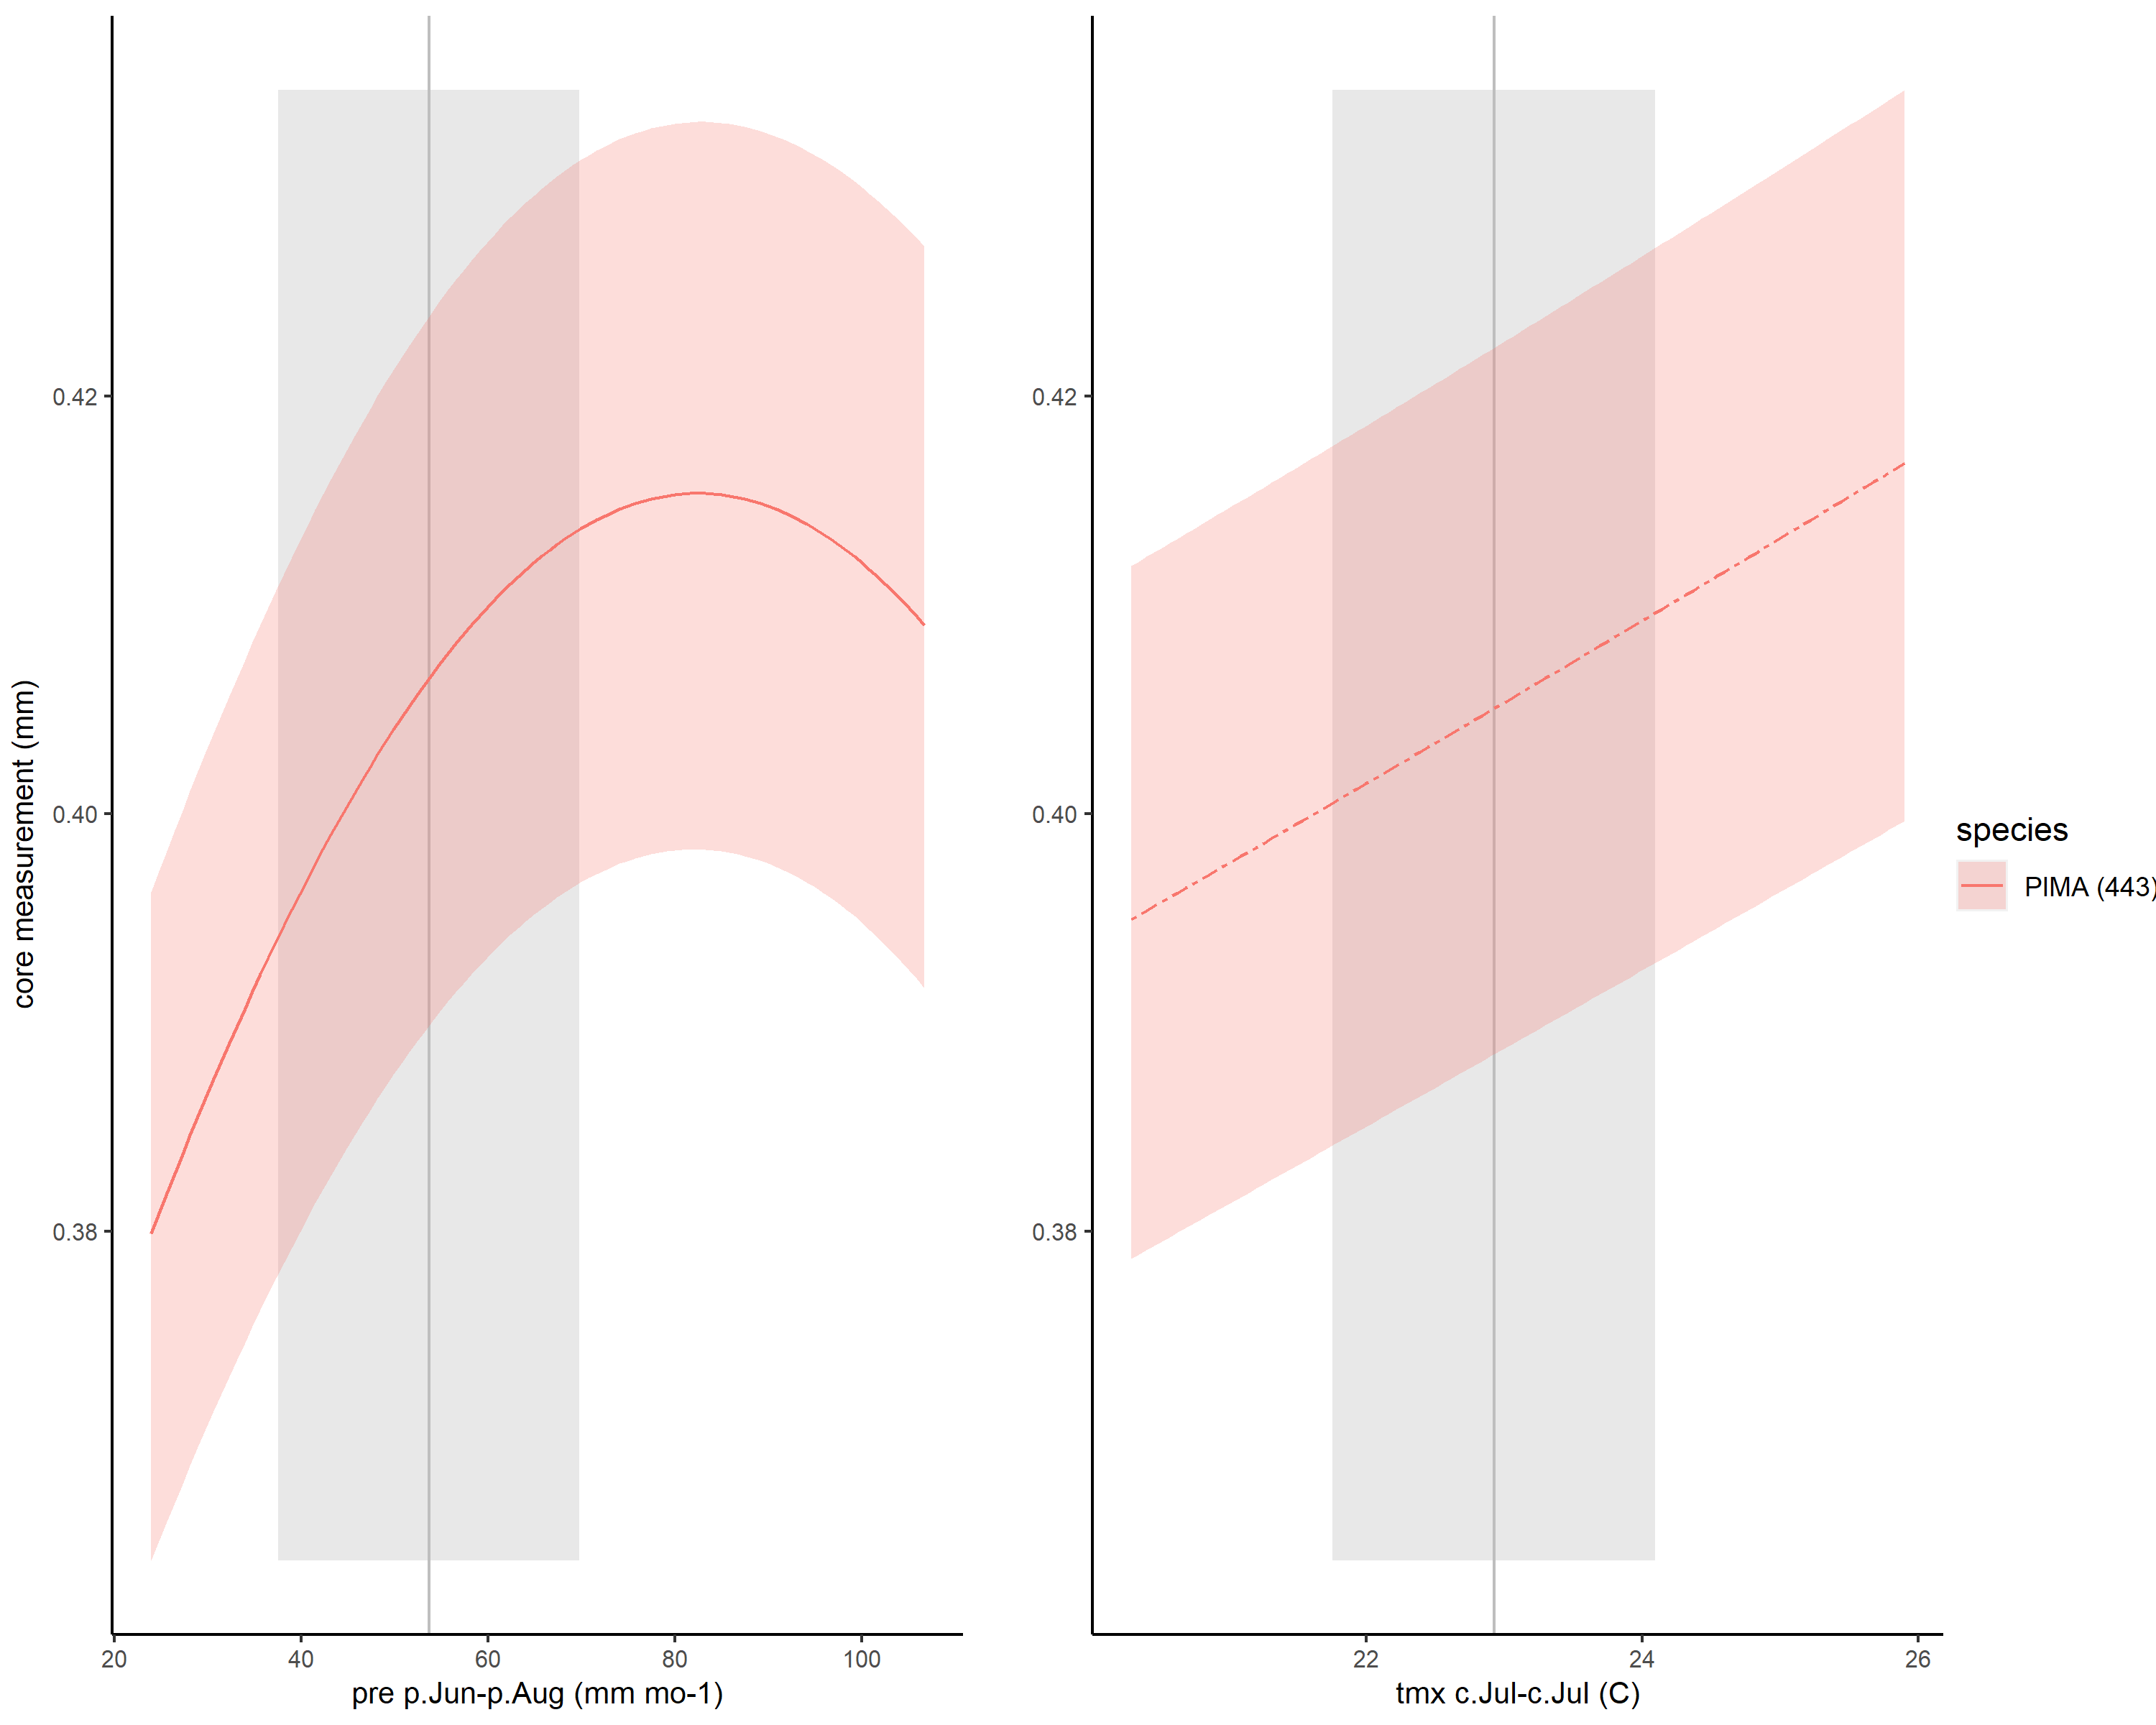 core measurement (mm)
0.42
0.40
0.38
20 40 60 80 100
pre p.Jun-p.Aug (mm mo-1)
0.42
0.40
0.38
22 24 26
tmx c.Jul-c.Jul (C)
species
PIMA (443)